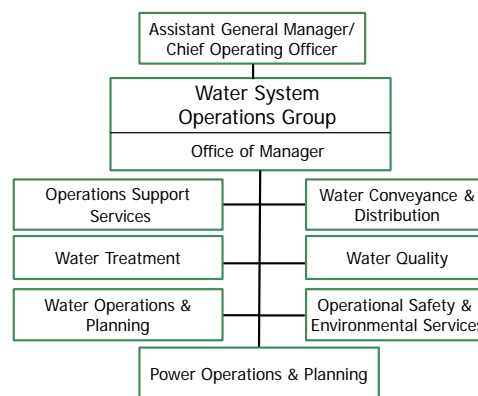 Assistant General Manager/
Chief Operating Officer
Water System
Operations Group
Office of Manager
Operations Support
Services
Water Conveyance &
Distribution
Water Treatment
Water Quality
Water Operations &
Planning
Operational Safety &
Environmental Services
Power Operations & Planning